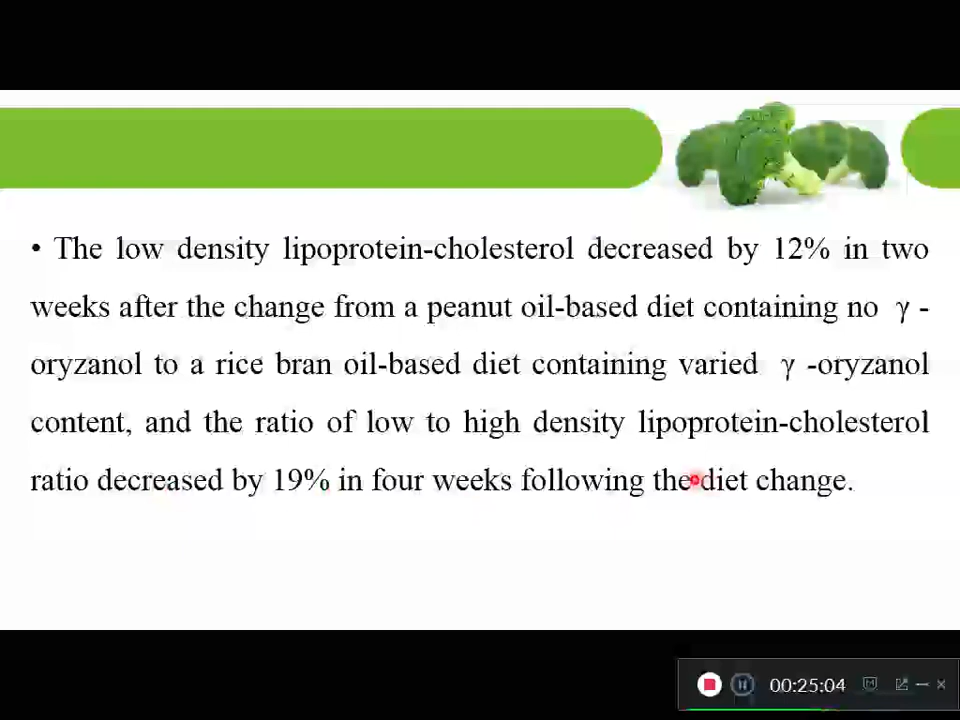 • The low density lipoprotein-cholesterol decreased by 12% in two
weeks after the change from a peanut oil-based diet containing no γ -
oryzanol to a rice bran oil-based diet containing varied γ -oryzanol
content, and the ratio of low to high density lipoprotein-cholesterol
ratio decreased by 19% in four weeks following the diet change.
00:25:04